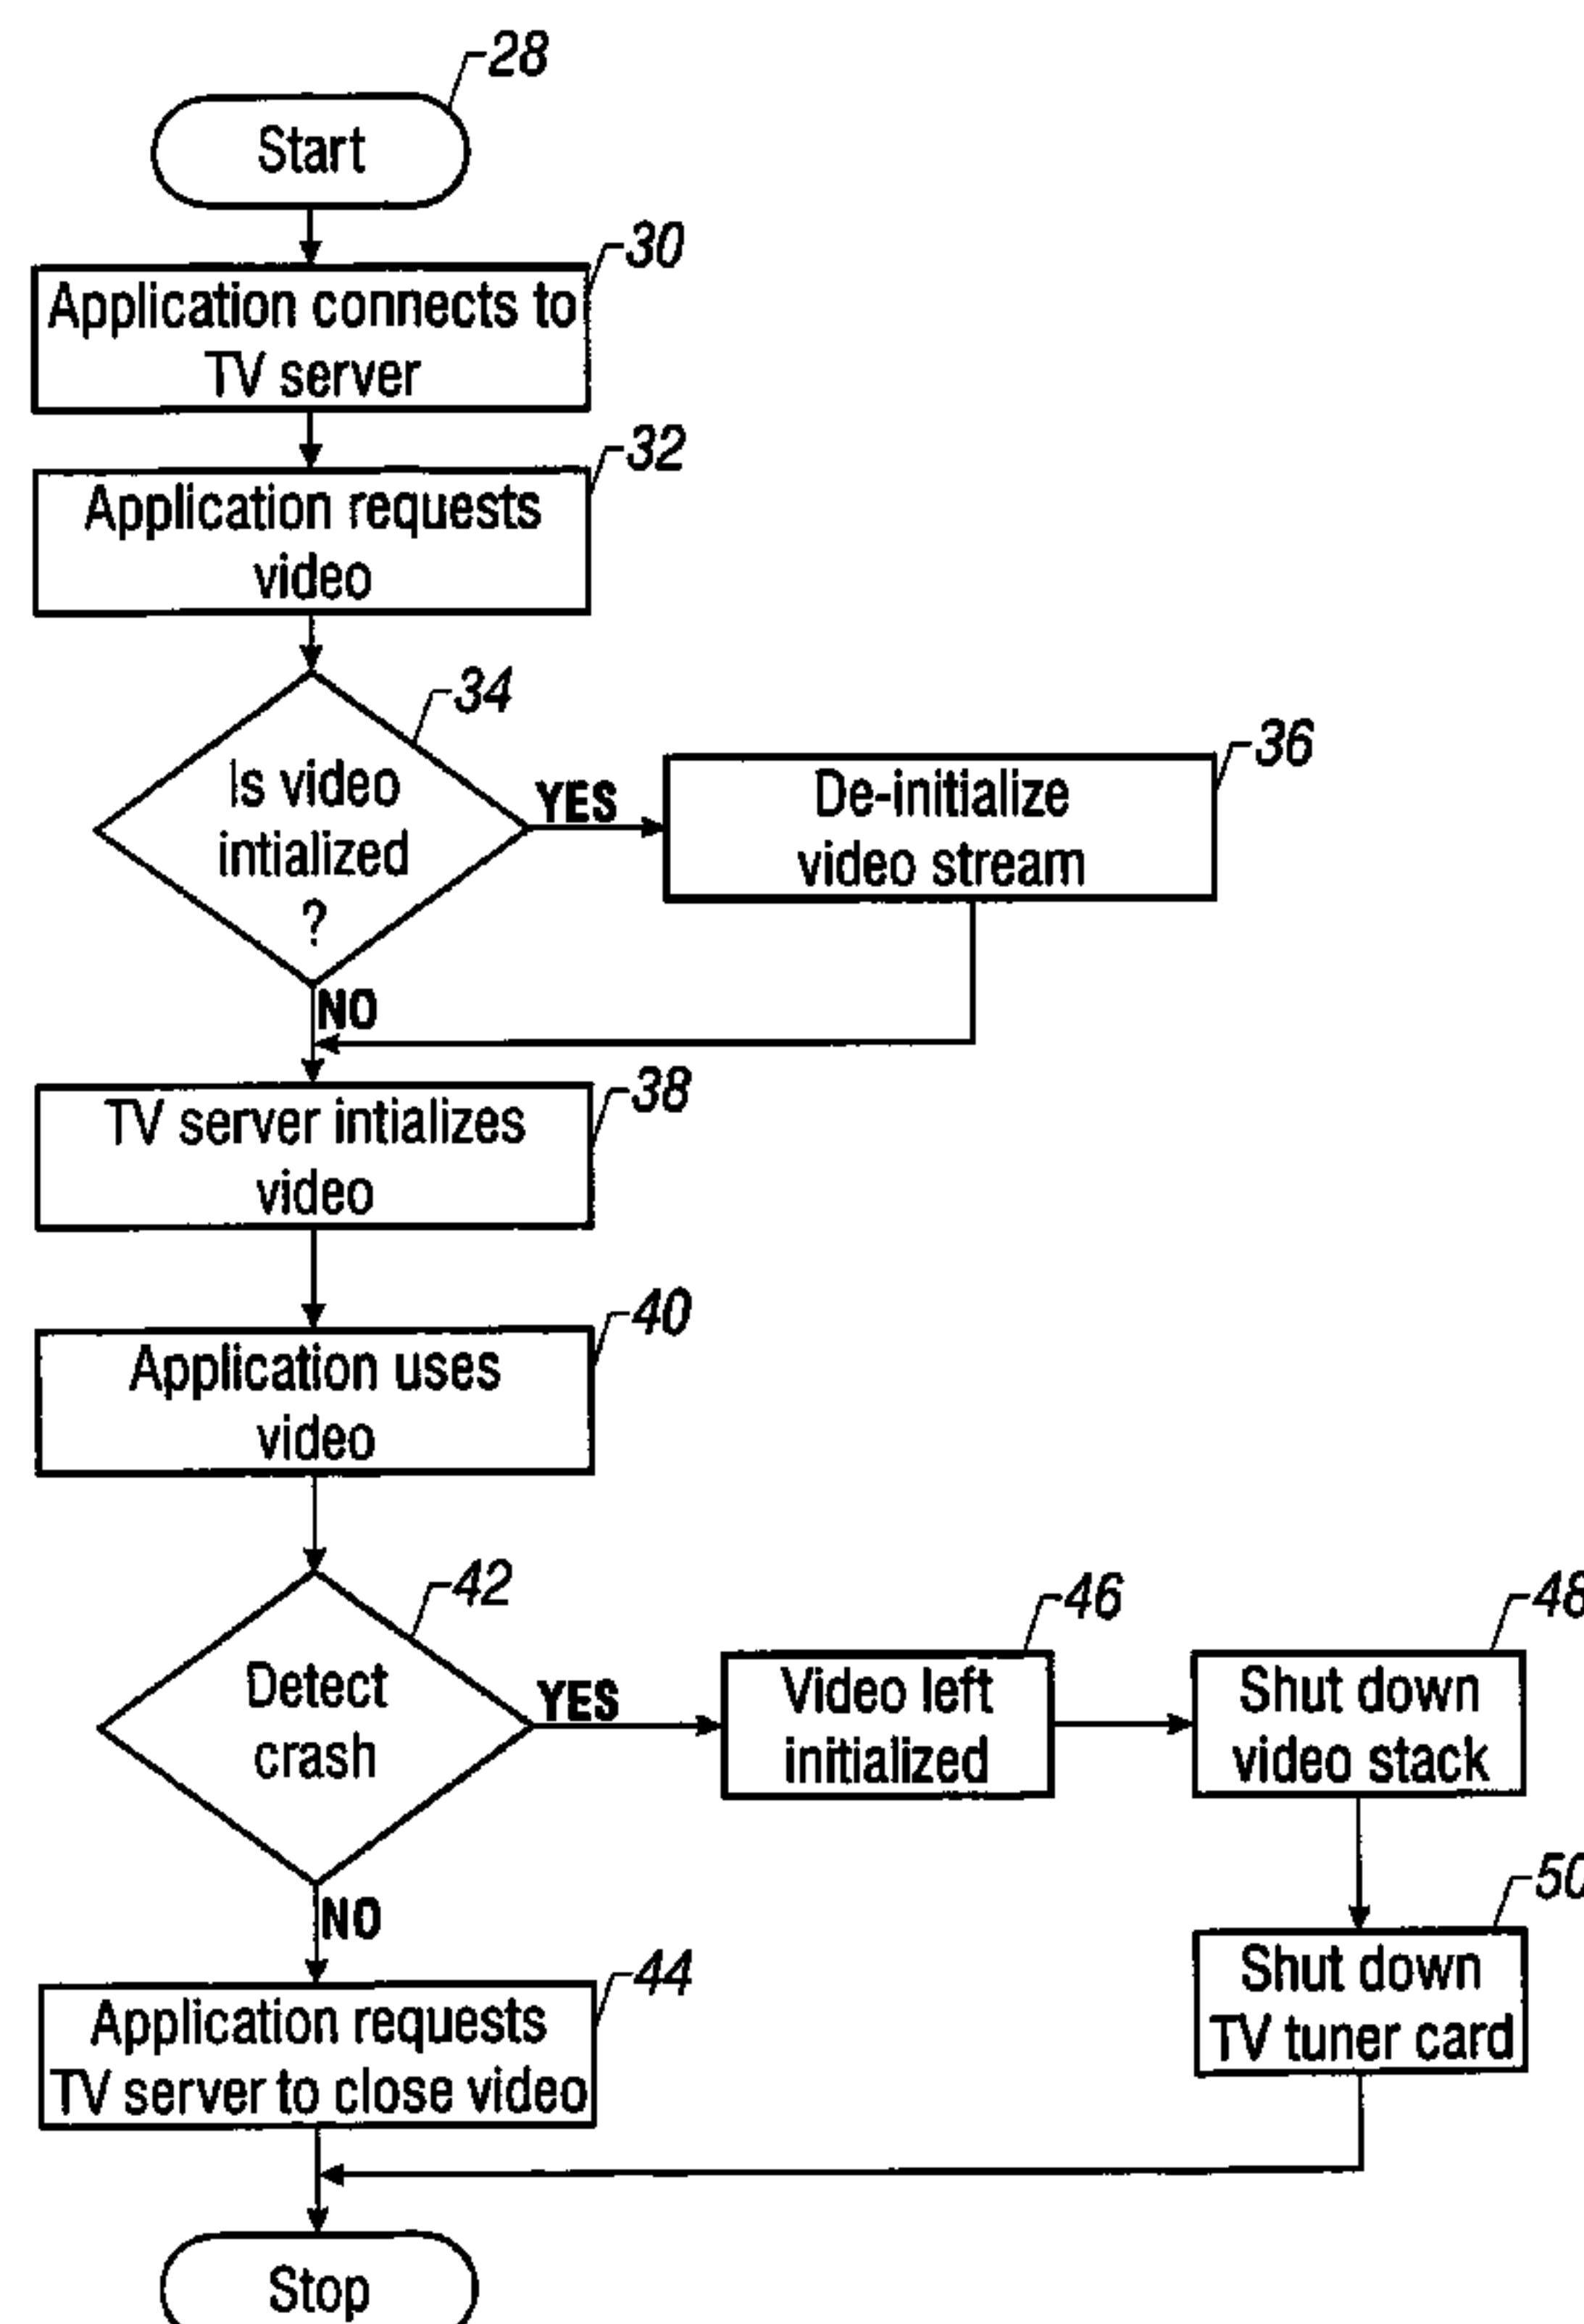 28
Start
30
Application connects to
TV server
32
Application requests
video
34
Is video
intialized
?
YES
36
De-initialize
video stream
NO
38
TV server intializes
video
40
Application uses
video
42
Detect
crash
YES
46
Video left
initialized
48
Shut down
video stack
NO
50
Shut down
TV tuner card
44
Application requests
TV server to close video
Stop